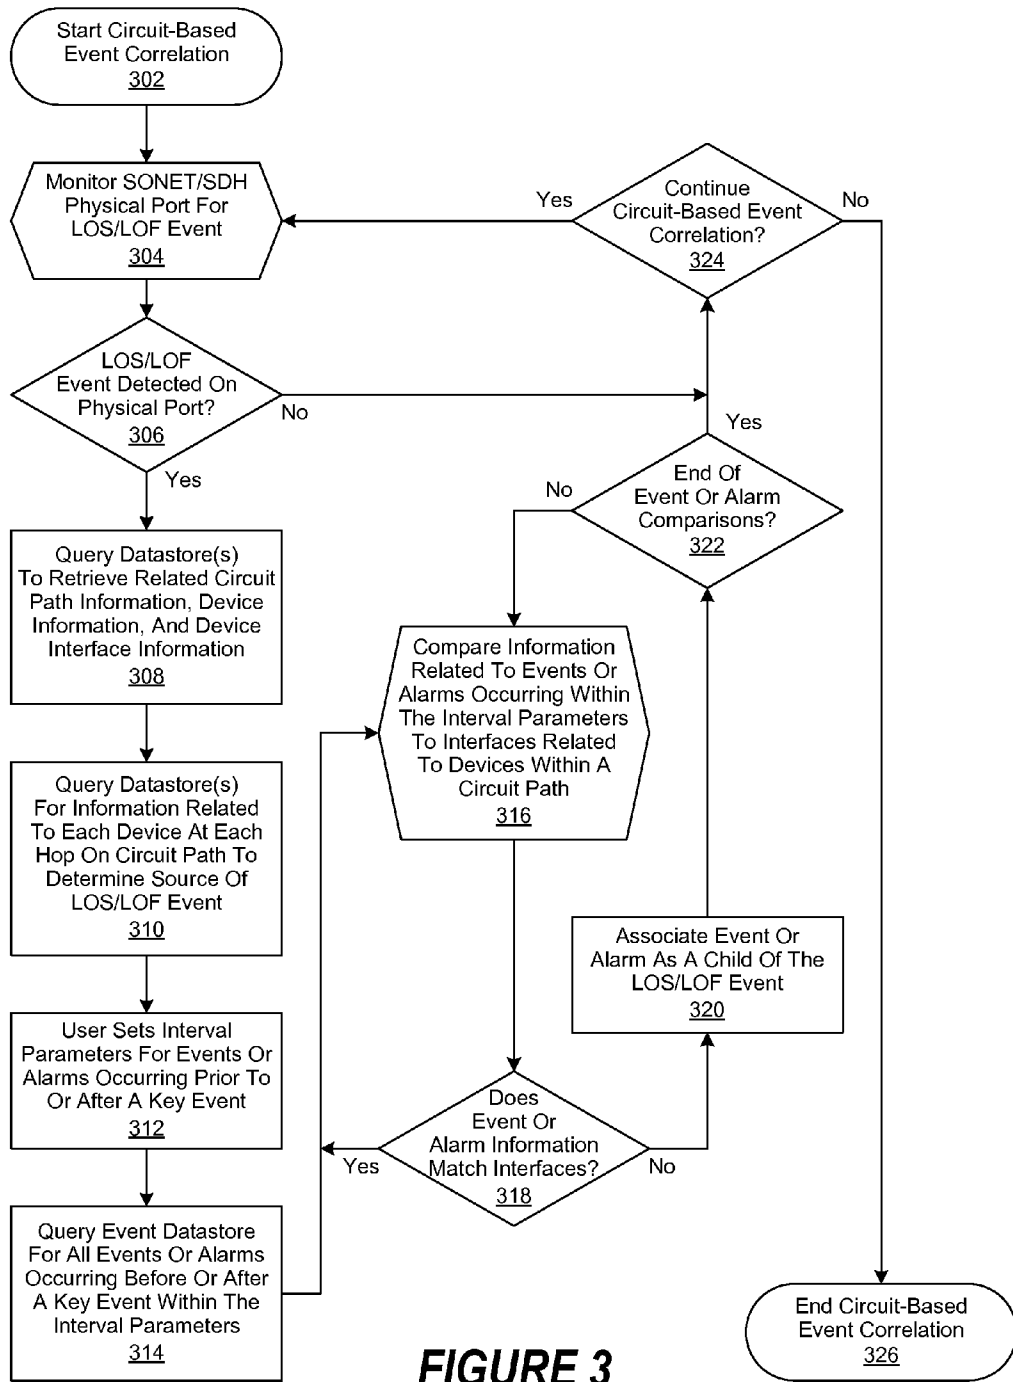 Start Circuit-Based
Event Correlation
302
Monitor SONET/SDH
Physical Port For
LOS/LOF Event
304
LOS/LOF
Event Detected On
Physical Port?
306
No
Yes
Query Datastore(s)
To Retrieve Related Circuit
Path Information, Device
Information, And Device
Interface Information
308
Query Datastore(s)
For Information Related
To Each Device At Each
Hop On Circuit Path To
Determine Source Of
LOS/LOF Event
310
User Sets Interval
Parameters For Events Or
Alarms Occurring Prior To
Or After A Key Event
312
Query Event Datastore
For All Events Or Alarms
Occurring Before Or After
A Key Event Within The
Interval Parameters
314
Compare Information
Related To Events Or
Alarms Occurring Within
The Interval Parameters
To Interfaces Related
To Devices Within A
Circuit Path
316
Does
Event Or
Alarm Information
Match Interfaces?
318
Yes
No
Associate Event Or
Alarm As A Child Of The
LOS/LOF Event
320
End Of
Event Or Alarm
Comparisons?
322
No
Yes
Continue
Circuit-Based Event
Correlation?
324
Yes
No
End Circuit-Based
Event Correlation
326
FIGURE 3